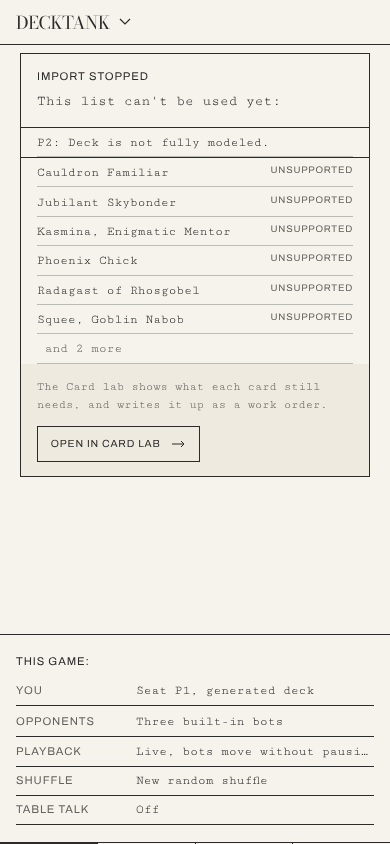 DECKTANK
IMPORT STOPPED
This list can't be used yet:
P2: Deck is not fully modeled.
Cauldron Familiar UNSUPPORTED
Jubilant Skybonder UNSUPPORTED
Kasmina, Enigmatic Mentor UNSUPPORTED
Phoenix Chick UNSUPPORTED
Radagast of Rhosgobel UNSUPPORTED
Squee, Goblin Nabob UNSUPPORTED
and 2 more
The Card lab shows what each card still
needs, and writes it up as a work order.
OPEN IN CARD LAB →
THIS GAME:
YOU Seat P1, generated deck
OPPONENTS Three built-in bots
PLAYBACK Live, bots move without pausi…
SHUFFLE New random shuffle
TABLE TALK Off